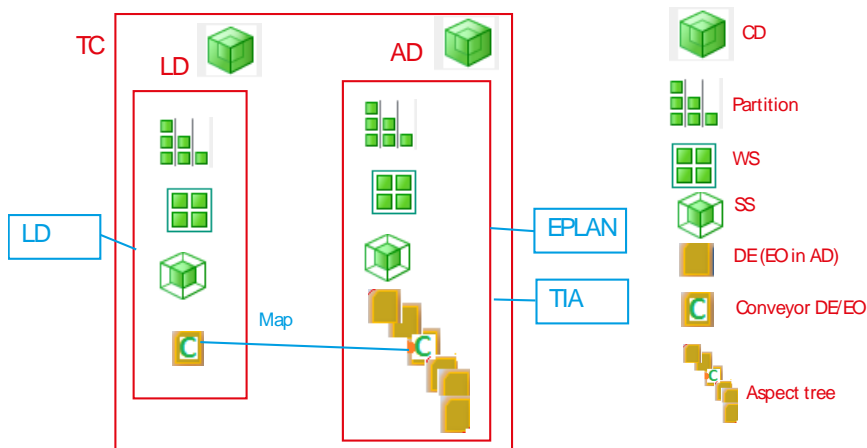 TC
LD
AD
LD
Map
C
C
EPLAN
TIA
CD
Partition
WS
SS
DE (EO in AD)
C
Conveyor DE/EO
C
Aspect tree